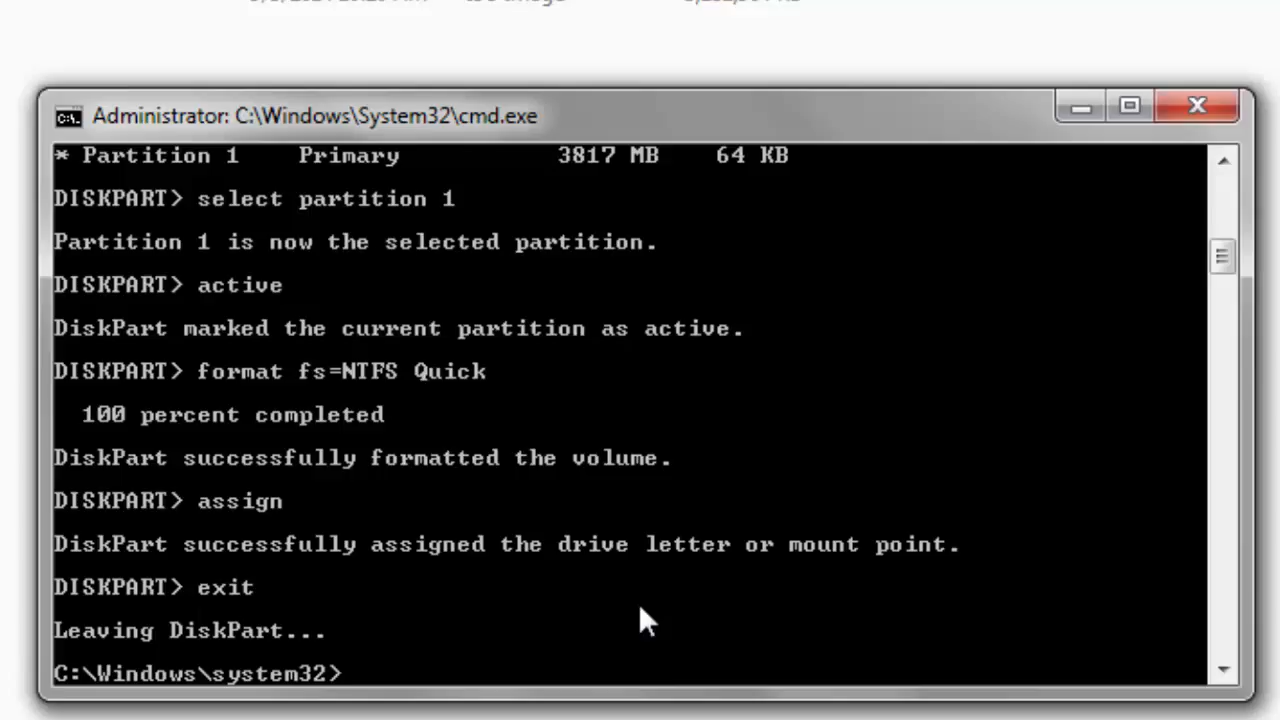 Administrator: C:\Windows\System32\cmd.exe
* Partition 1 Primary 3817 MB 64 KB
DISKPART> select partition 1
Partition 1 is now the selected partition.
DISKPART> active
DiskPart marked the current partition as active.
DISKPART> format fs=NTFS Quick
100 percent completed
DiskPart successfully formatted the volume.
DISKPART> assign
DiskPart successfully assigned the drive letter or mount point.
DISKPART> exit
Leaving DiskPart...
C:\Windows\system32>